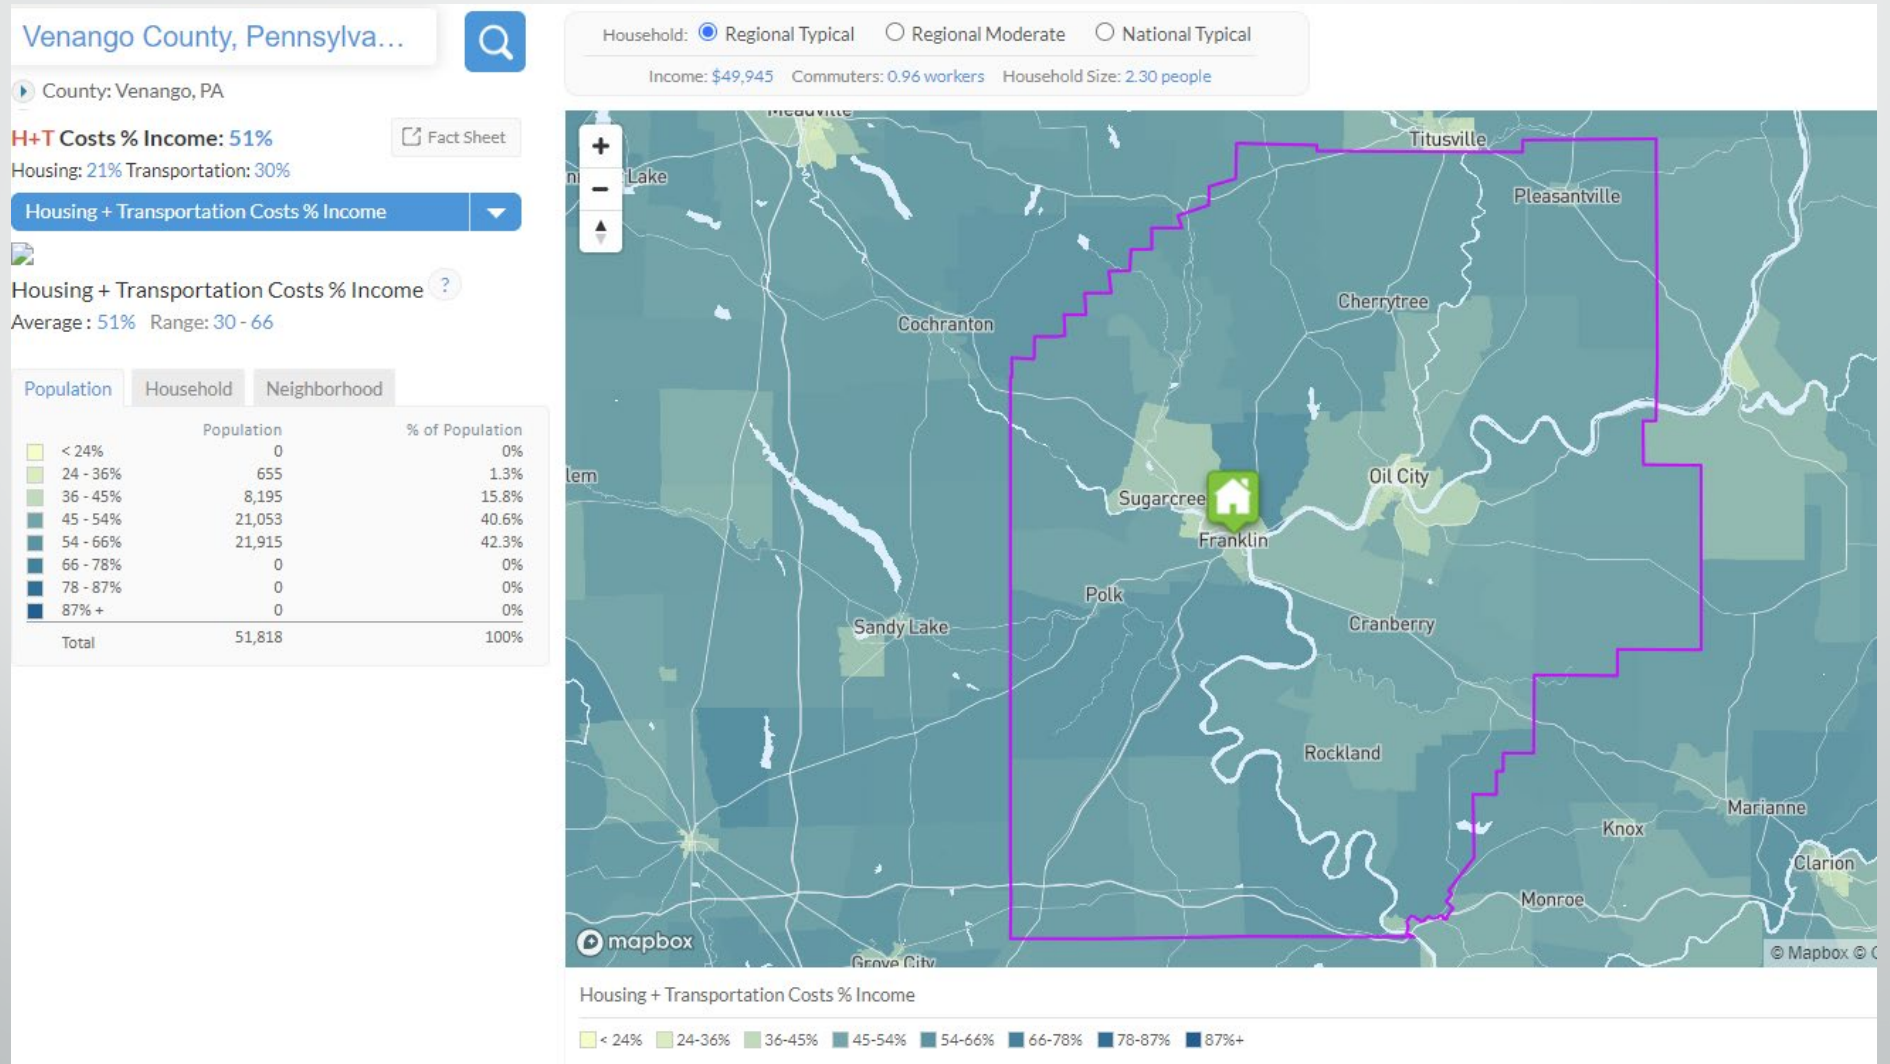 Venango County, Pennsylva...
County: Venango, PA
H+T Costs % Income: 51%
Fact Sheet
Housing: 21% Transportation: 30%
Housing + Transportation Costs % Income
Housing + Transportation Costs % Income ?
Average : 51% Range: 30 - 66
Population Household Neighborhood
Population % of Population
< 24% 0 0%
24 - 36% 655 1.3%
36 - 45% 8,195 15.8%
45 - 54% 21,053 40.6%
54 - 66% 21,915 42.3%
66 - 78% 0 0%
78 - 87% 0 0%
87% + 0 0%
Total 51,818 100%
Household: Regional Typical Regional Moderate National Typical
Income: $49,945 Commuters: 0.96 workers Household Size: 2.30 people
Meadville
+
−
Titusville
Lake
Pleasantville
Cherrytree
Cochranton
lem
Oil City
Sugarcree
Franklin
Polk
Sandy Lake
Cranberry
Rockland
Marianne
Knox
Clarion
Monroe
mapbox
© Mapbox ©
Grove City
Housing + Transportation Costs % Income
< 24% 24-36% 36-45% 45-54% 54-66% 66-78% 78-87% 87%+